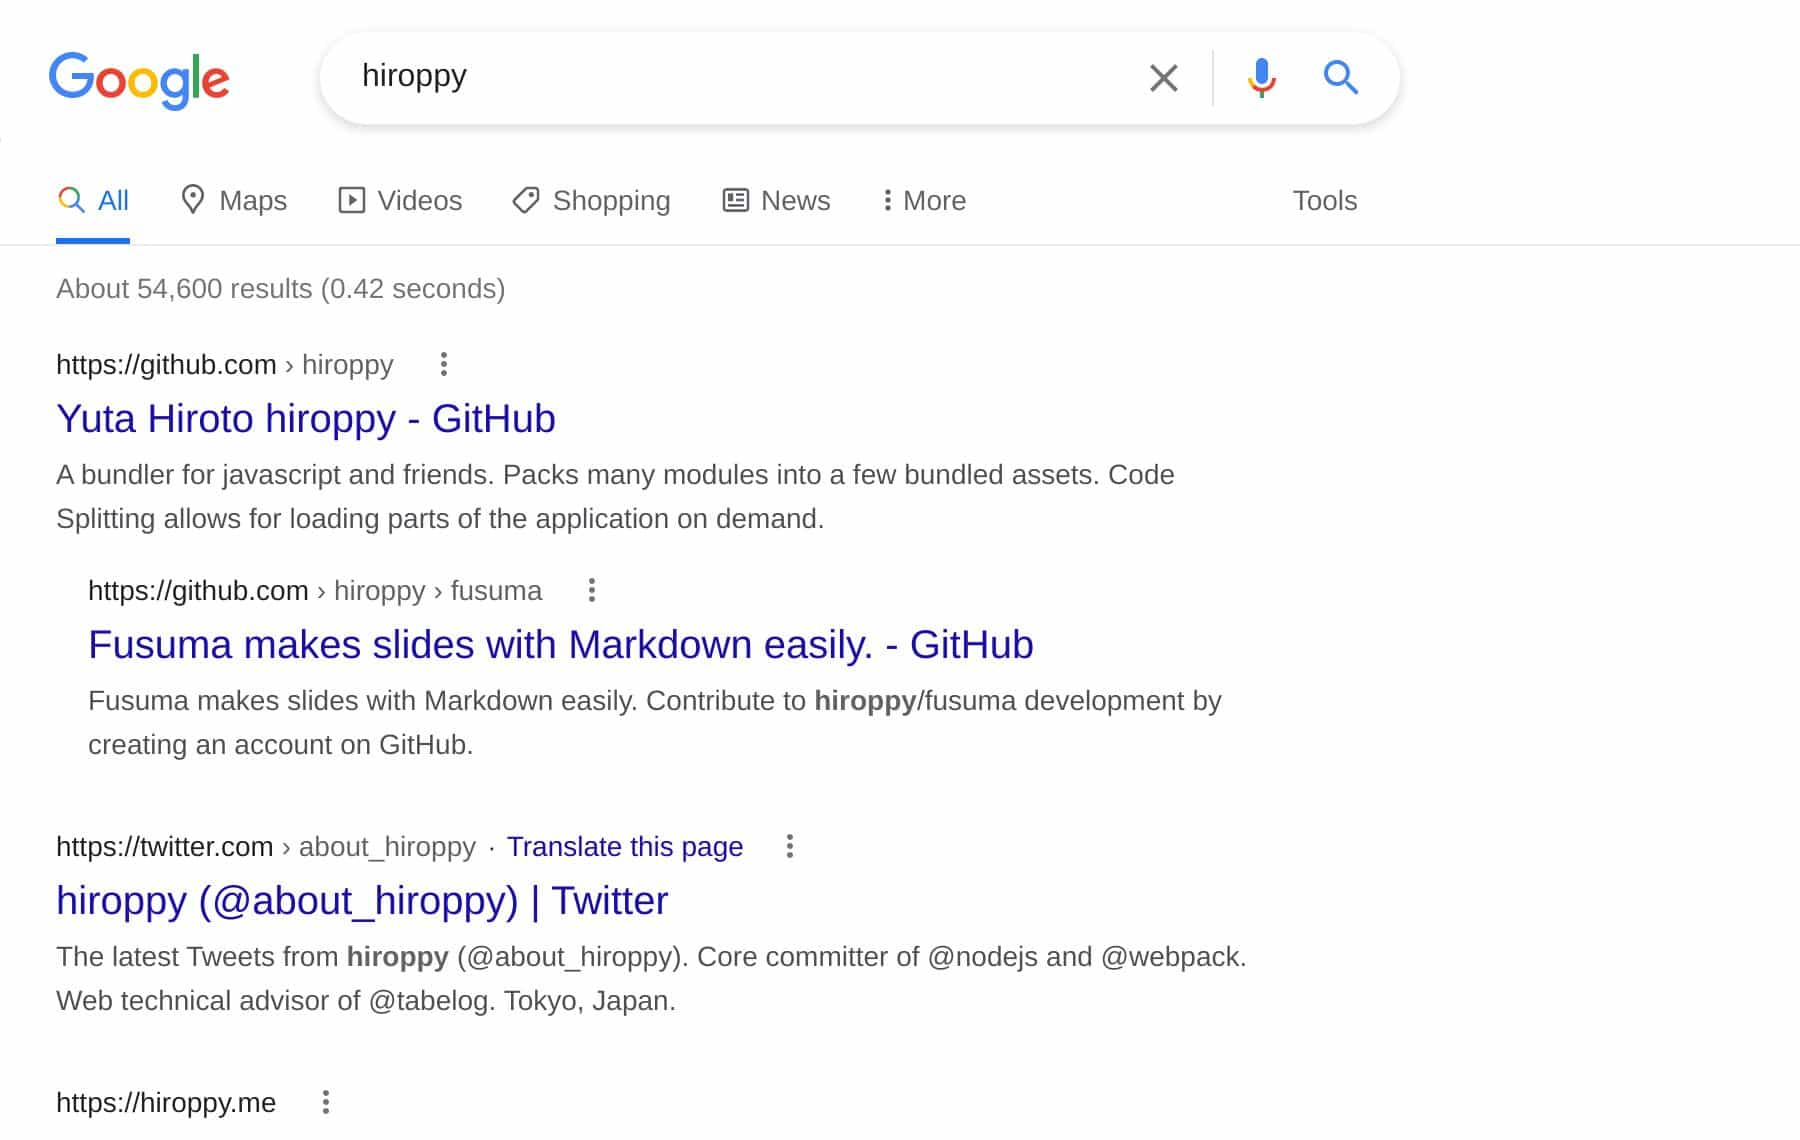 Google
hiroppy
All Maps Videos Shopping News More Tools
About 54,600 results (0.42 seconds)
https://github.com › hiroppy
Yuta Hiroto hiroppy - GitHub
A bundler for javascript and friends. Packs many modules into a few bundled assets. Code
Splitting allows for loading parts of the application on demand.
https://github.com › hiroppy › fusuma
Fusuma makes slides with Markdown easily. - GitHub
Fusuma makes slides with Markdown easily. Contribute to hiroppy/fusuma development by
creating an account on GitHub.
https://twitter.com › about_hiroppy · Translate this page
hiroppy (@about_hiroppy) | Twitter
The latest Tweets from hiroppy (@about_hiroppy). Core committer of @nodejs and @webpack.
Web technical advisor of @tabelog. Tokyo, Japan.
https://hiroppy.me